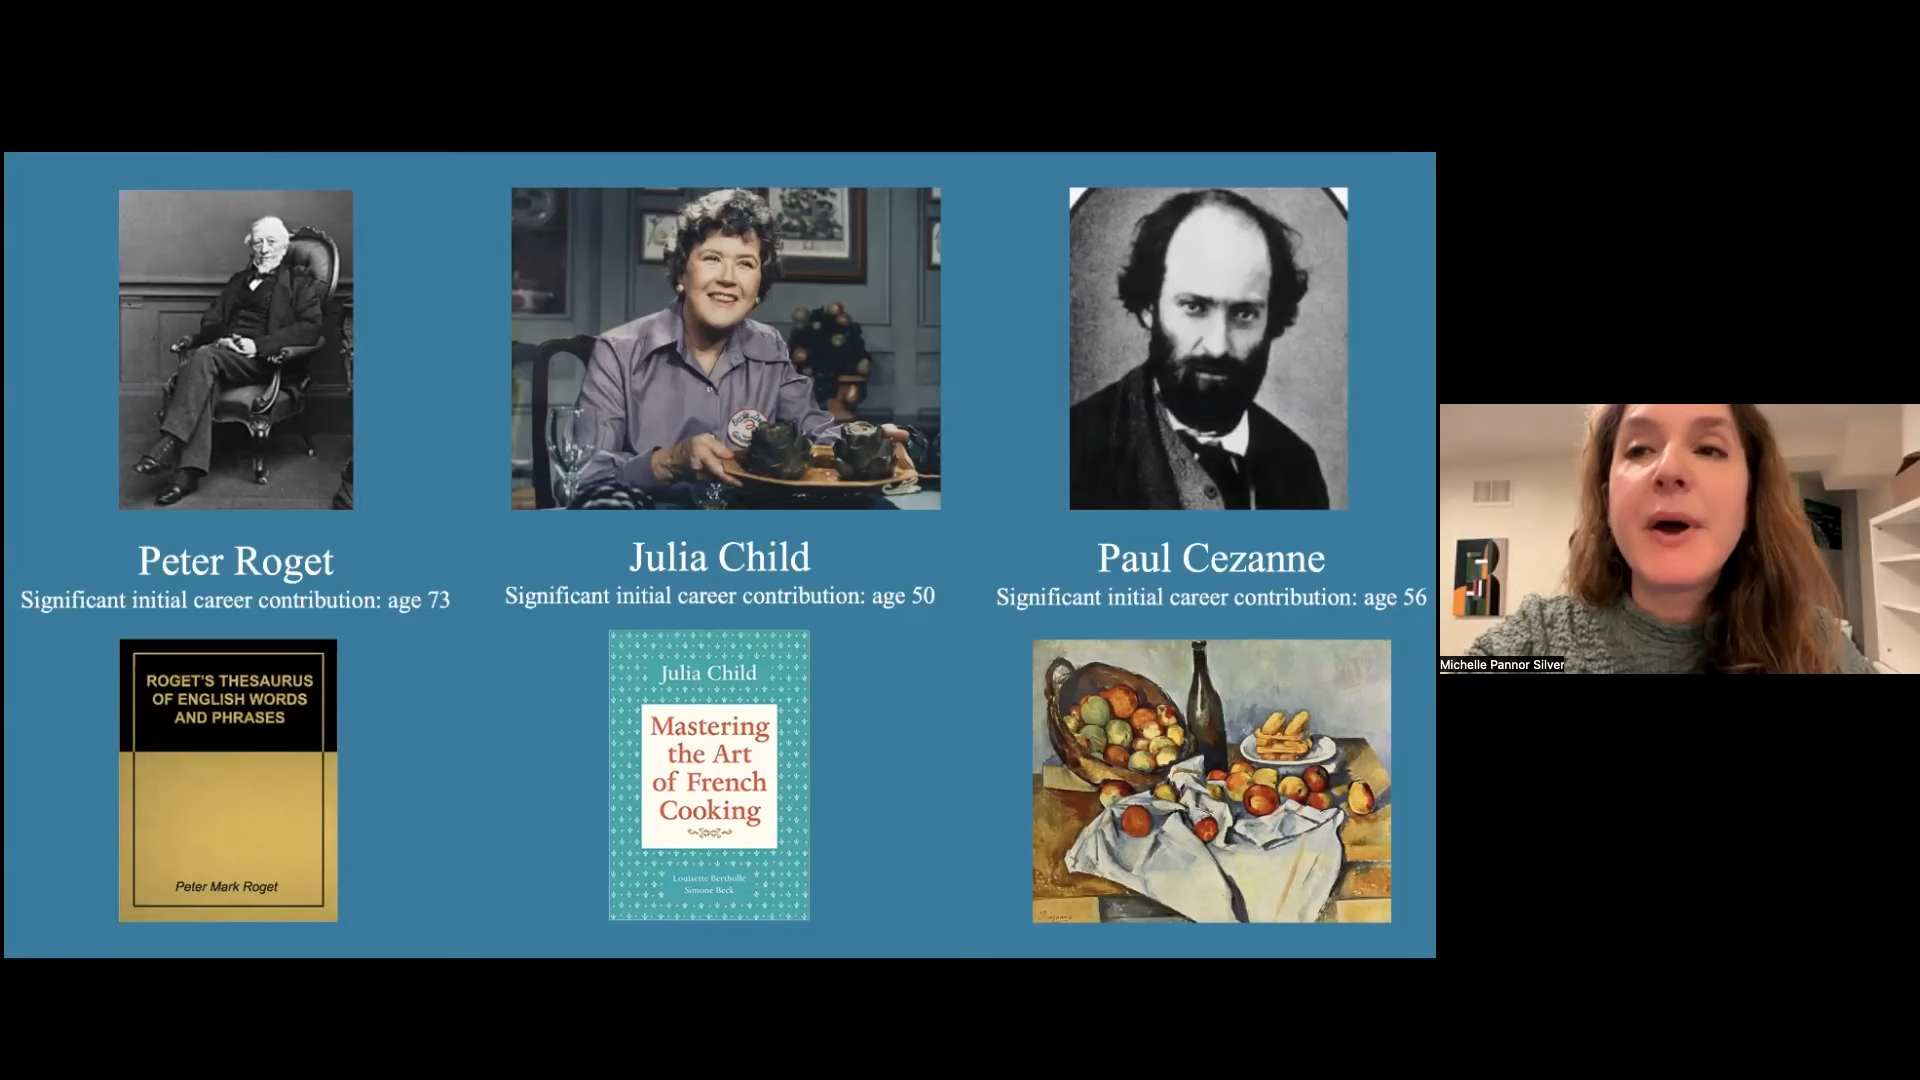 Peter Roget
Significant initial career contribution: age 73
ROGET'S THESAURUS
OF ENGLISH WORDS
AND PHRASES
Peter Mark Roget
Julia Child
Significant initial career contribution: age 50
Julia Child
Mastering
the Art
of French
Cooking
Louisette Bertholle
Simone Beck
Paul Cezanne
Significant initial career contribution: age 56
Michelle Pannor Silver